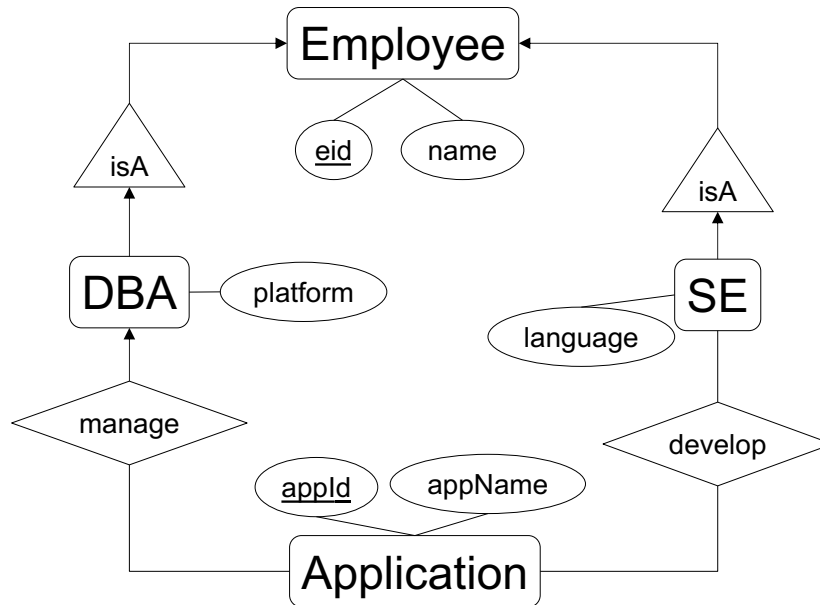 Employee
isA
eid
name
isA
DBA
platform
SE
language
manage
develop
appId
appName
Application